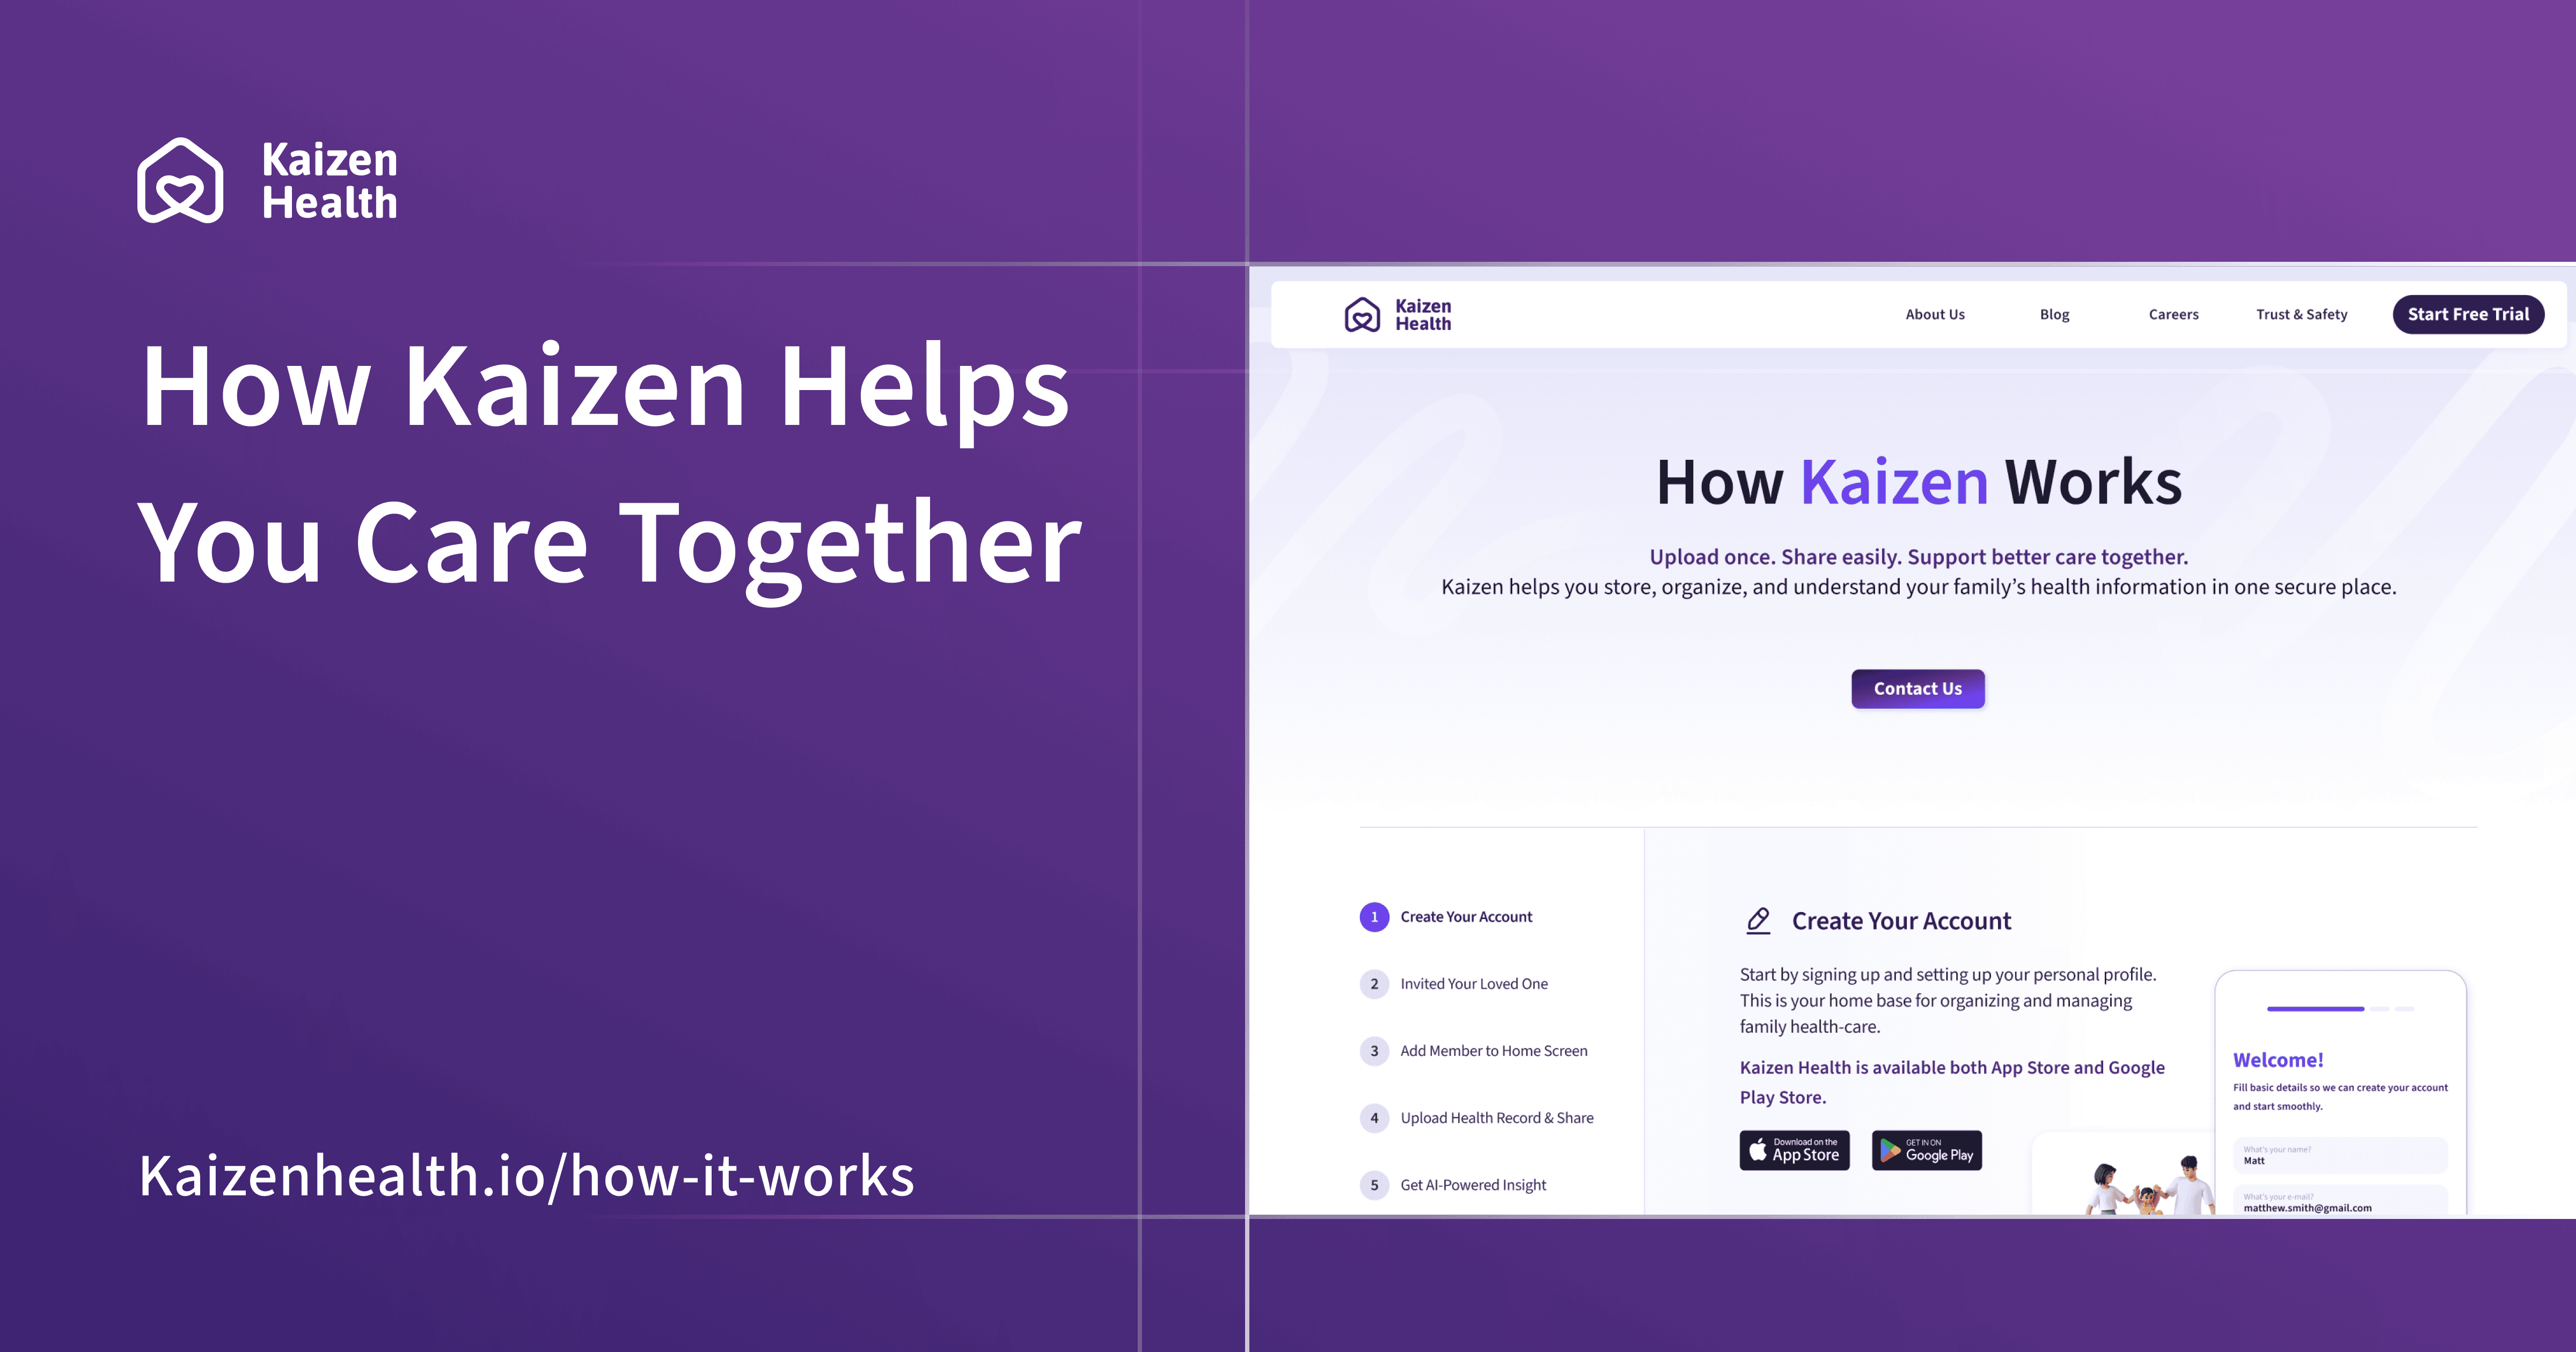 Kaizen
Health
How Kaizen Helps
You Care Together
Kaizenhealth.io/how-it-works
Kaizen
Health
About Us
Blog
Careers
Trust & Safety
Start Free Trial
How Kaizen Works
Upload once. Share easily. Support better care together.
Kaizen helps you store, organize, and understand your family’s health information in one secure place.
Contact Us
1 Create Your Account
2 Invited Your Loved One
3 Add Member to Home Screen
4 Upload Health Record & Share
5 Get AI-Powered Insight
Create Your Account
Start by signing up and setting up your personal profile.
This is your home base for organizing and managing
family health-care.
Kaizen Health is available both App Store and Google
Play Store.
Download on the
App Store
GET IN ON
Google Play
Welcome!
Fill basic details so we can create your account
and start smoothly.
What's your name?
Matt
What's your e-mail?
matthew.smith@gmail.com